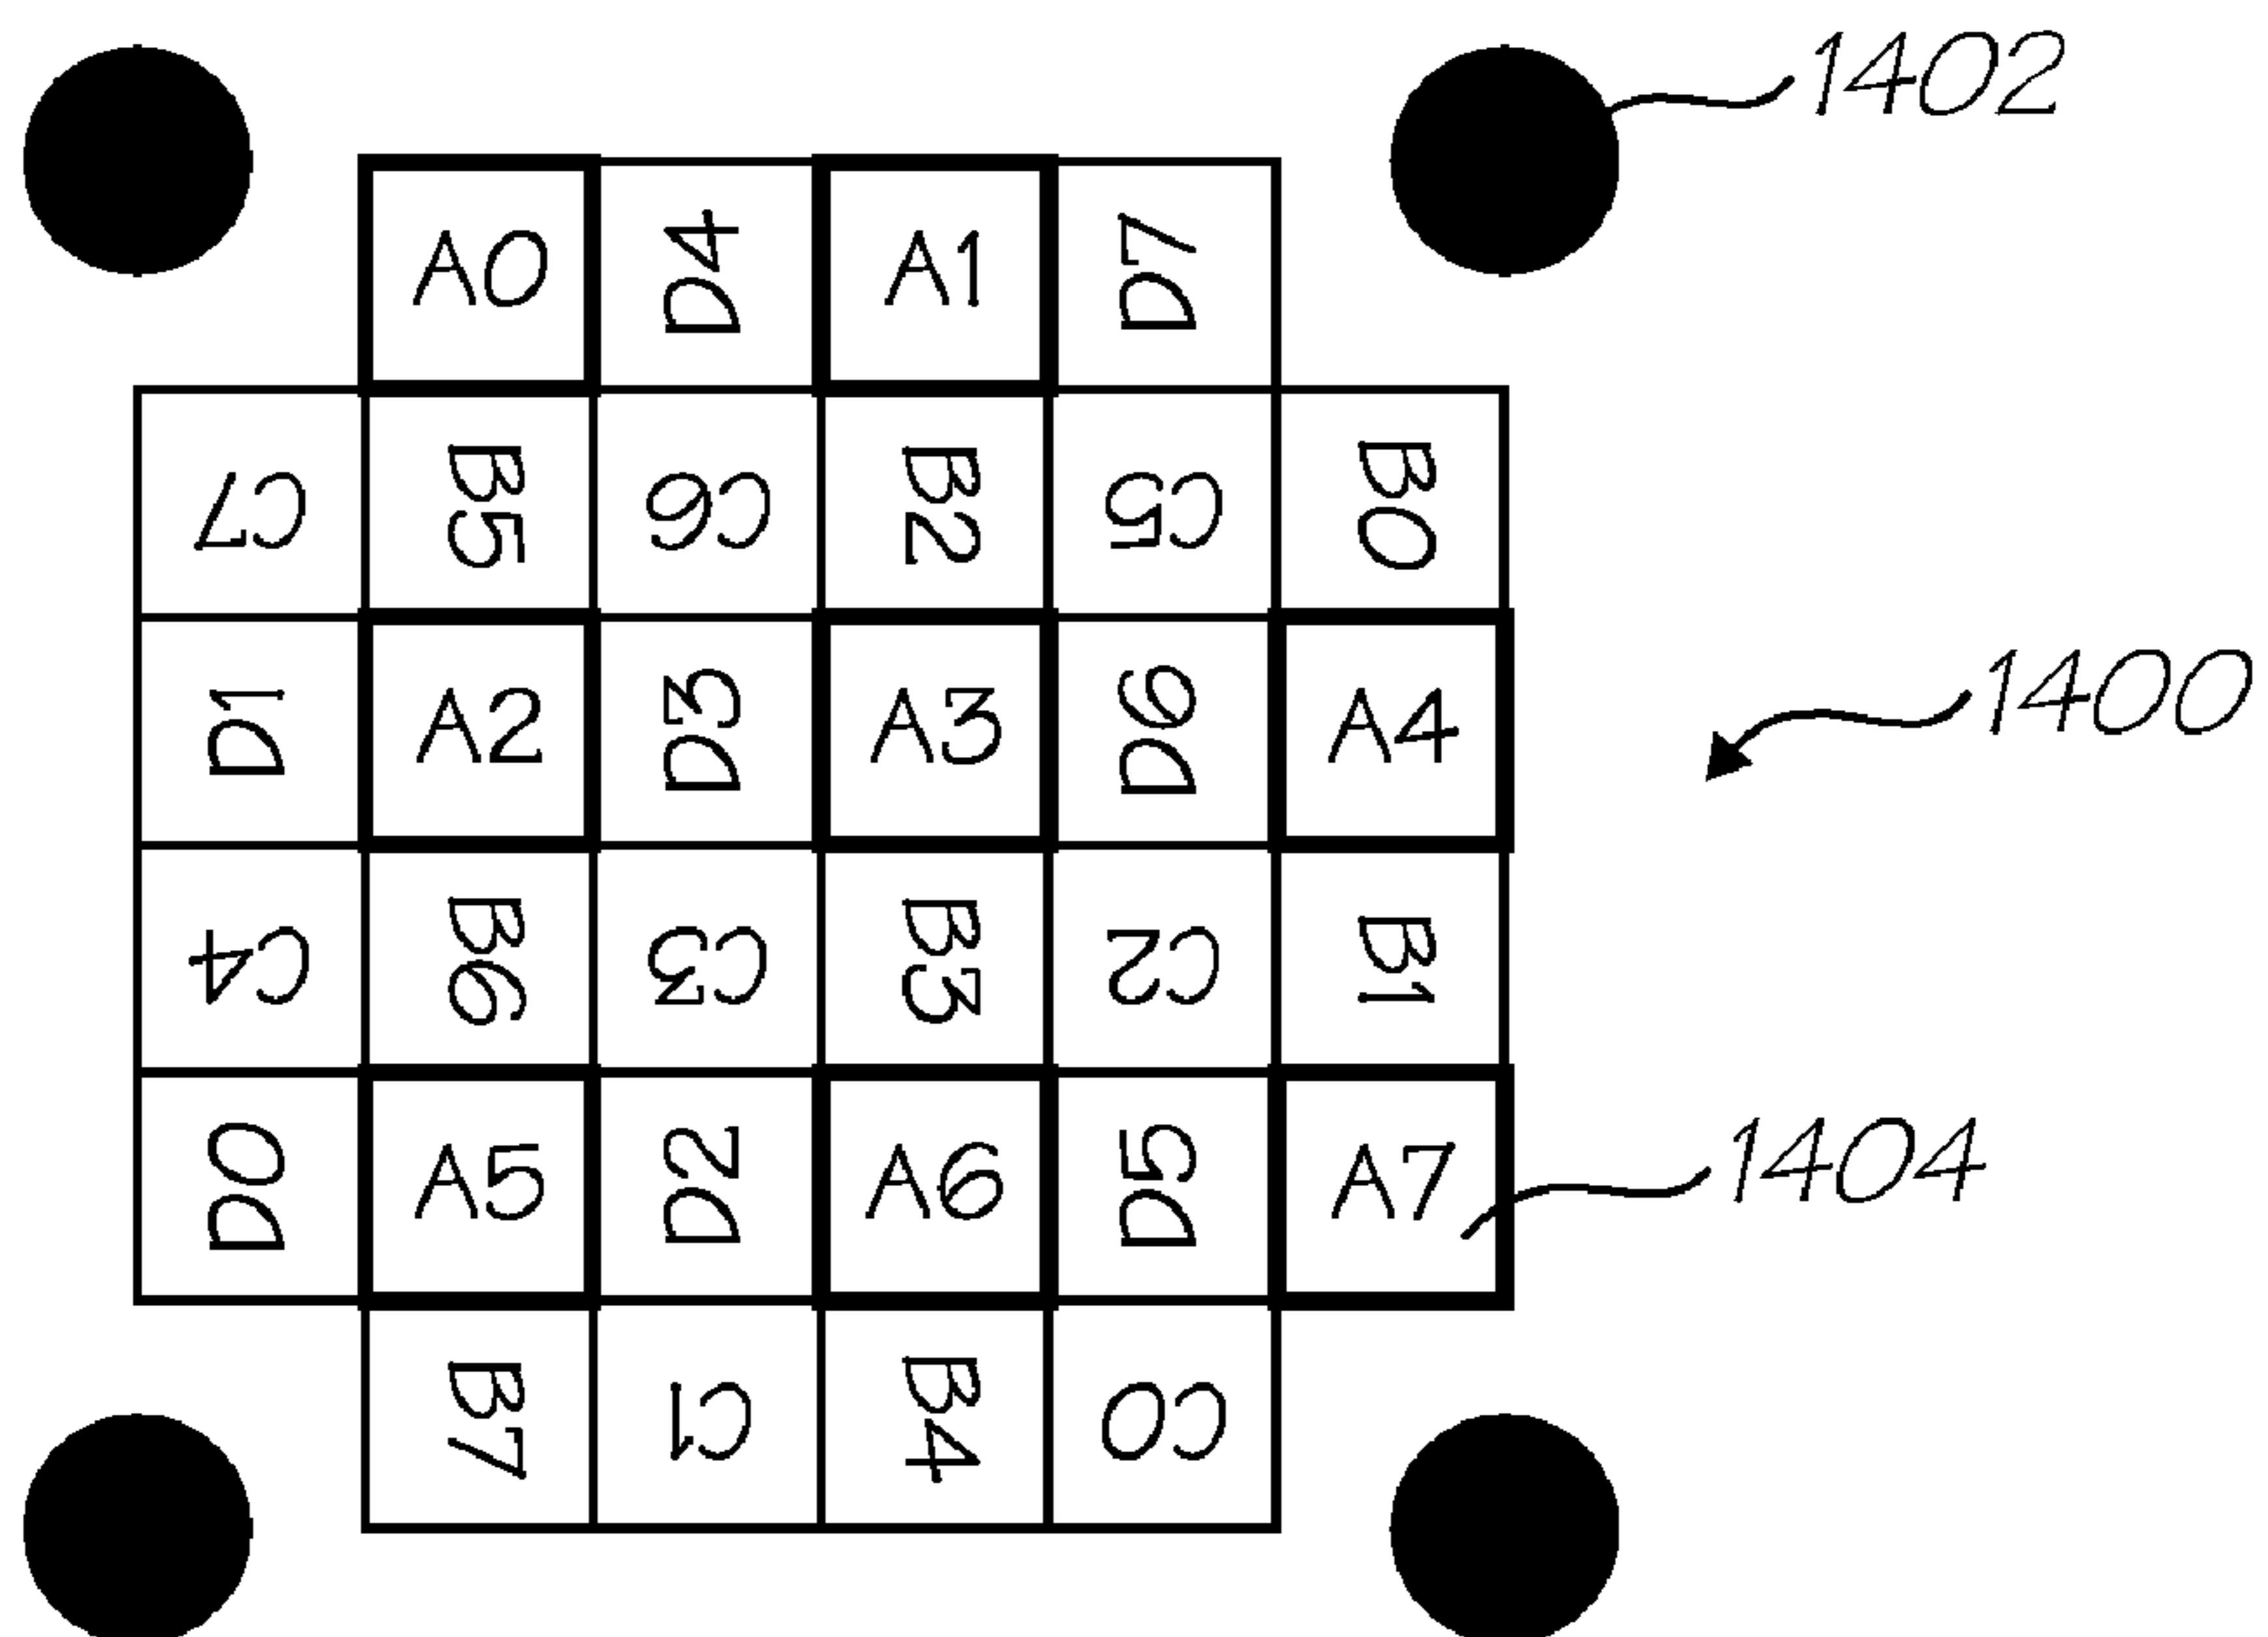 1402
A0 D4 A1 D7
C7 B5 C6 B2 C5 B0
1400
D1 A2 D3 A3 D6 A4
C4 B6 C3 B3 C2 B1
D0 A5 D2 A6 D5 A7
1404
B7 C1 B4 C0